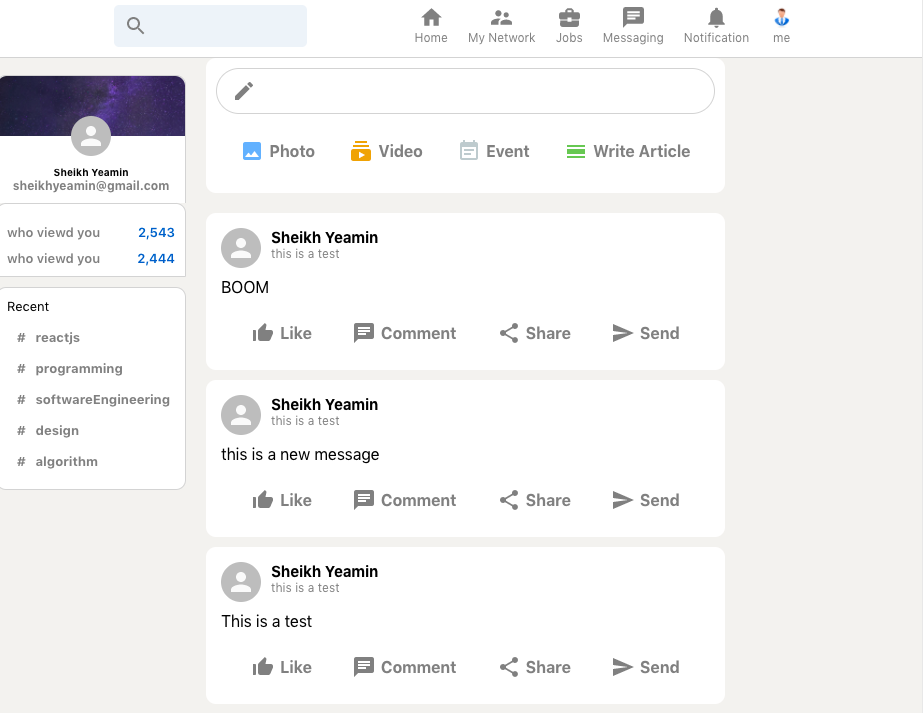 Home My Network Jobs Messaging Notification me
Sheikh Yeamin
sheikhyeamin@gmail.com
who viewd you 2,543
who viewd you 2,444
Recent
# reactjs
# programming
# softwareEngineering
# design
# algorithm
Photo Video Event Write Article
Sheikh Yeamin
this is a test
BOOM
Like Comment Share Send
Sheikh Yeamin
this is a test
this is a new message
Like Comment Share Send
Sheikh Yeamin
this is a test
This is a test
Like Comment Share Send